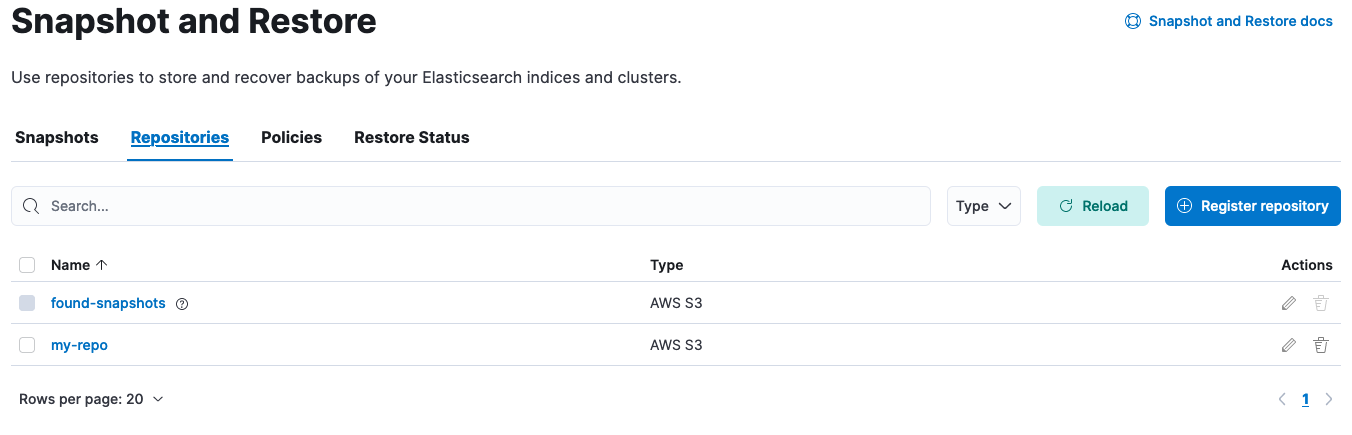 Snapshot and Restore
Snapshot and Restore docs
Use repositories to store and recover backups of your Elasticsearch indices and clusters.
Snapshots Repositories Policies Restore Status
Search... Type Reload Register repository
Name Type Actions
found-snapshots AWS S3
my-repo AWS S3
Rows per page: 20 1